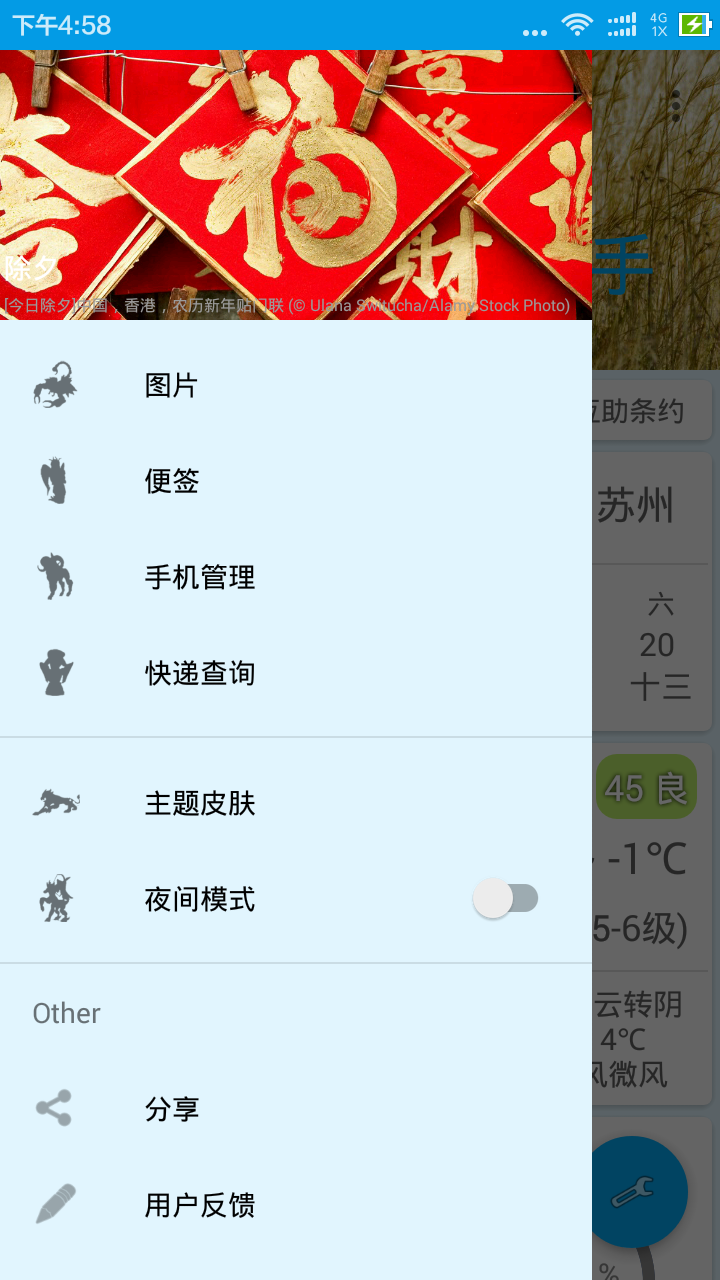 下午4:58
4G
1X
福
財
手
除夕
[今日除夕]中国，香港，农历新年贴门联 (© Ulana Switucha/Alamy Stock Photo)
图片
互助条约
便签
苏州
手机管理
六
20
快递查询
十三
主题皮肤
45 良
-1℃
夜间模式
5-6级)
云转阴
Other
4℃
风微风
分享
用户反馈
%